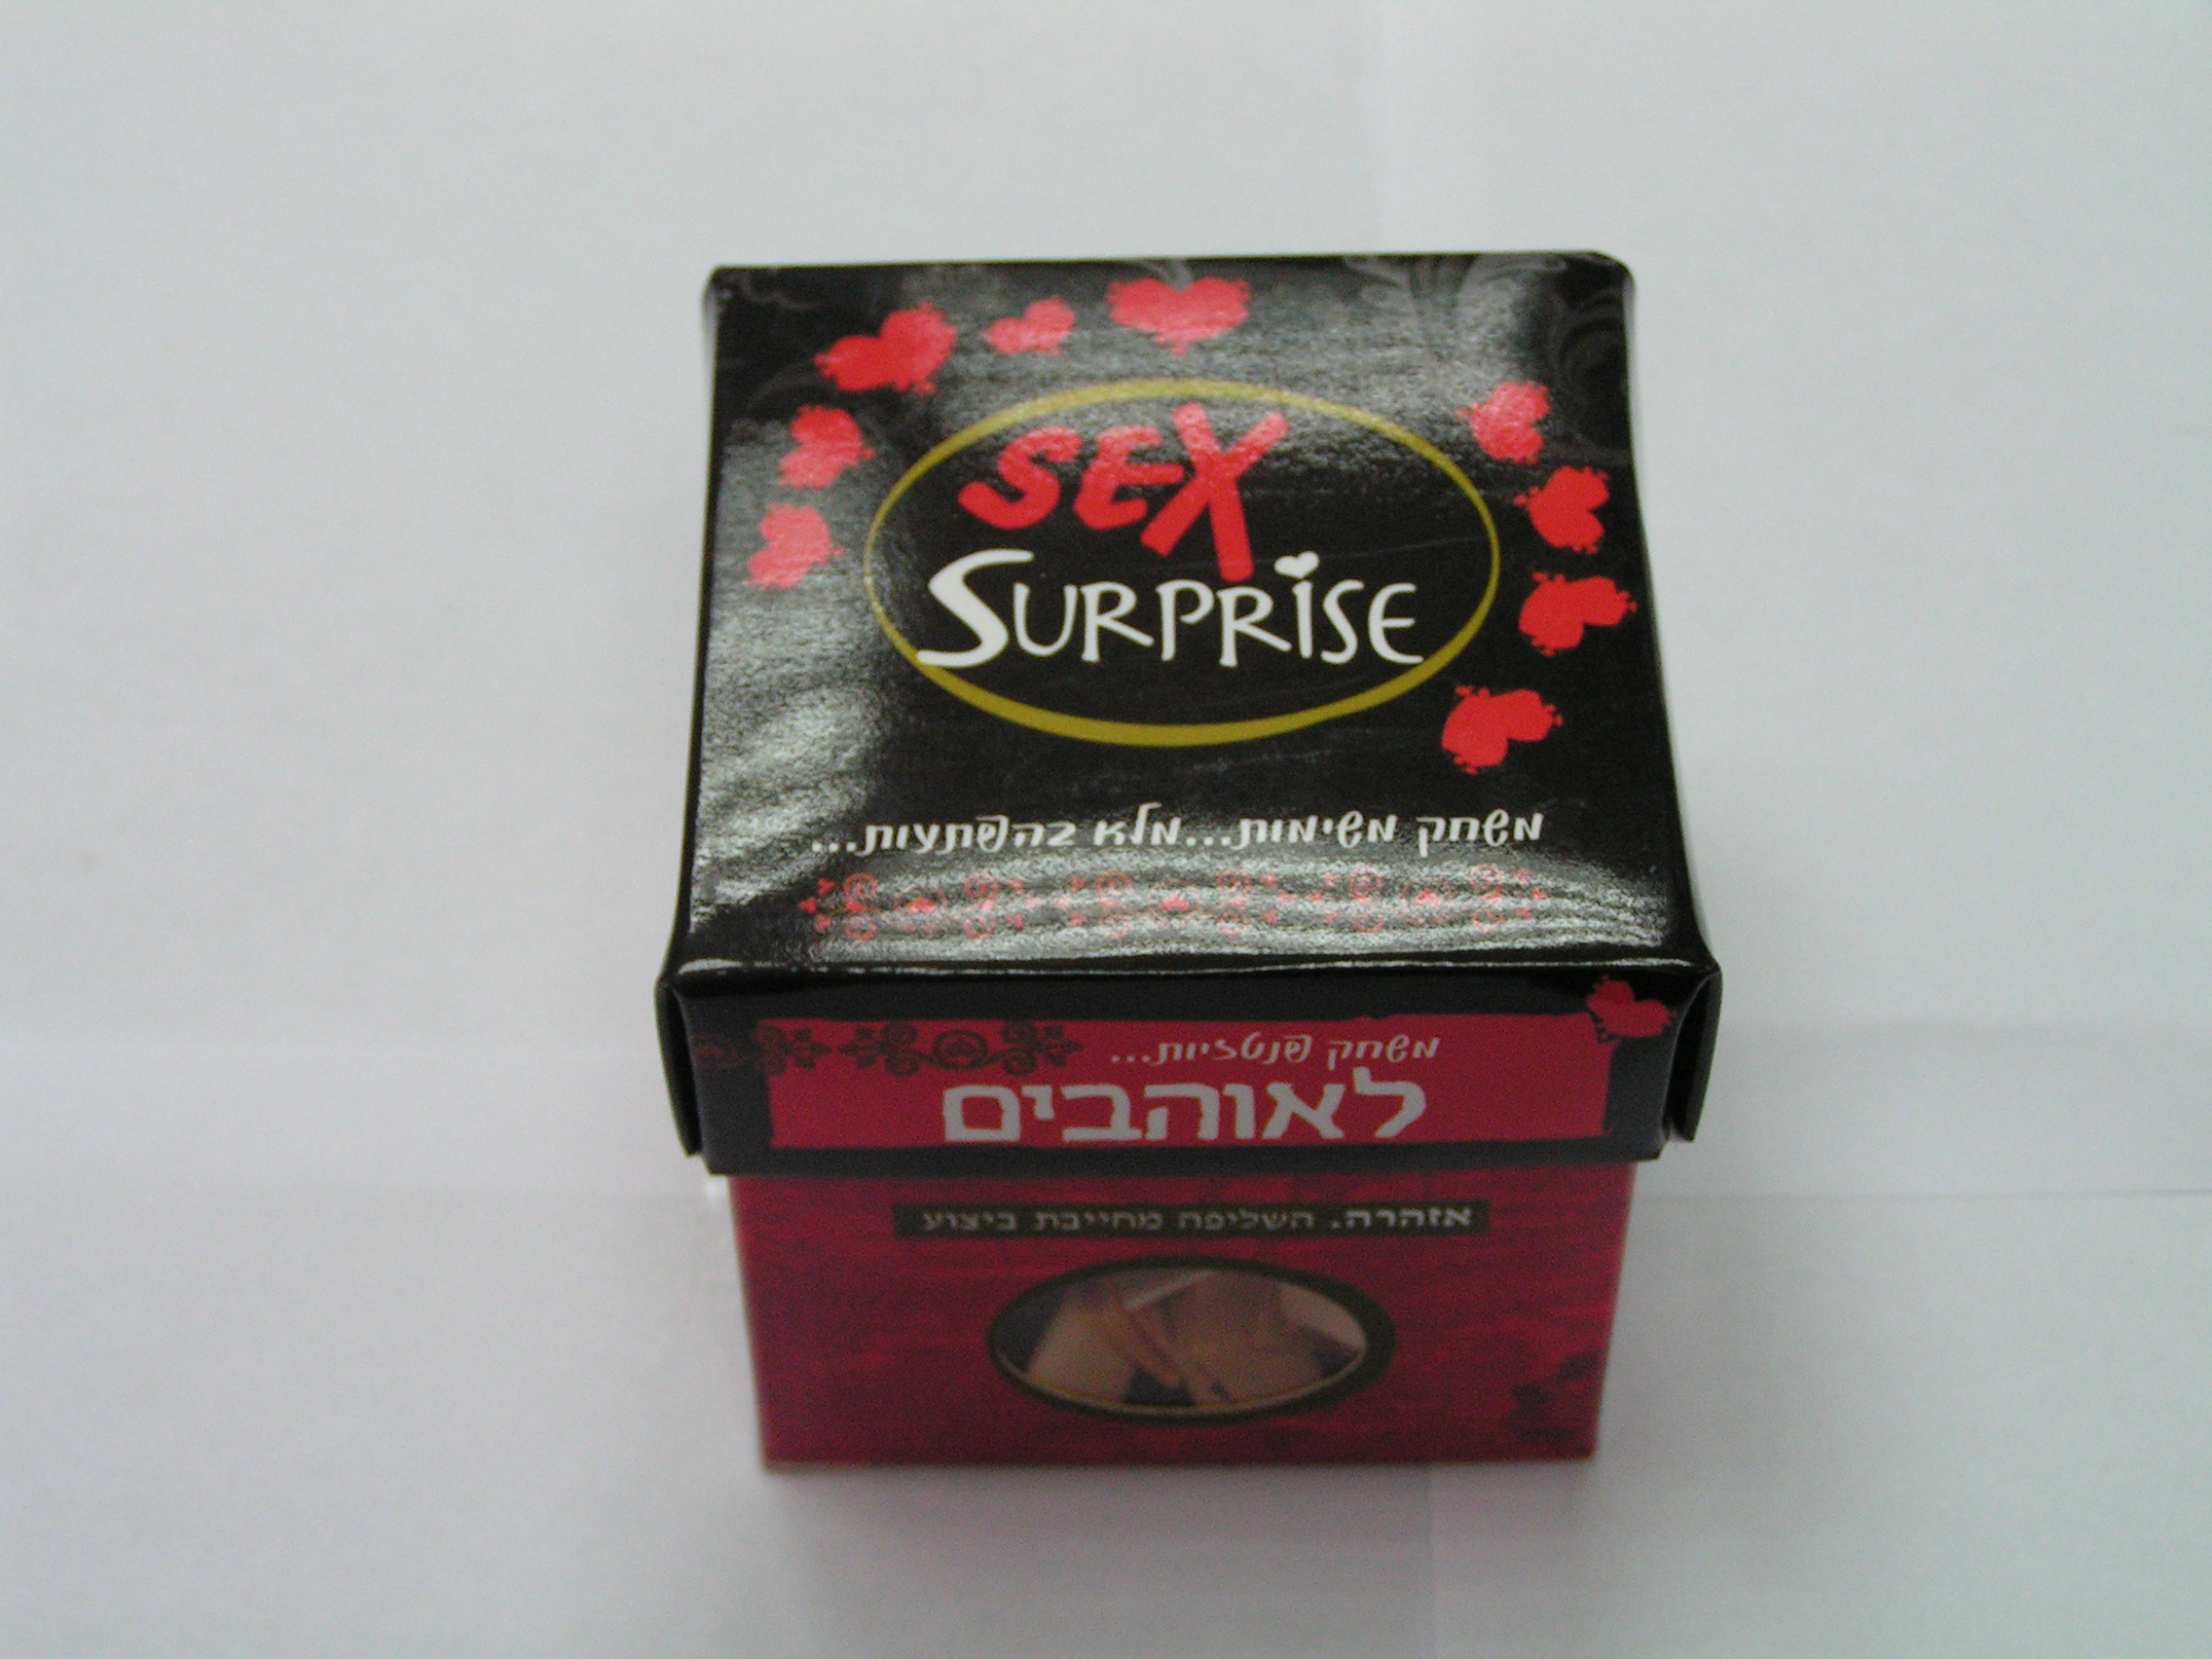 SEX
SURPRISE
משחק משימות...מלא בהפתעות...
משחק פנטזיות...
לאוהבים
אזהרה. השליפה מחייבת ביצוע